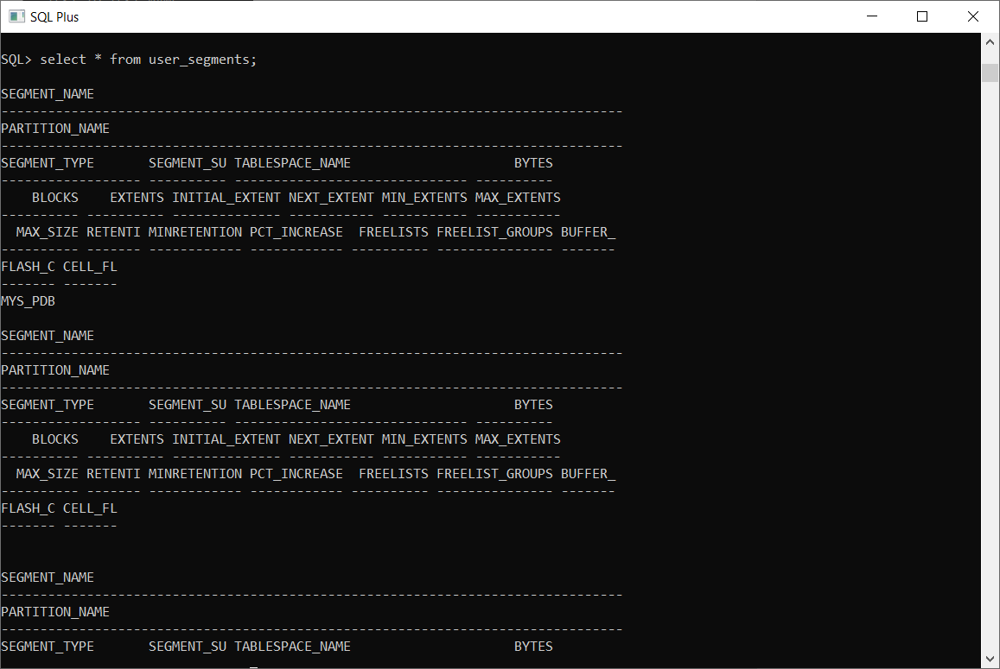 SQL Plus
SQL> select * from user_segments;
SEGMENT_NAME
--------------------------------------------------------------------------------
PARTITION_NAME
--------------------------------------------------------------------------------
SEGMENT_TYPE       SEGMENT_SU TABLESPACE_NAME                     BYTES
------------------ ---------- ------------------------------ ----------
    BLOCKS    EXTENTS INITIAL_EXTENT NEXT_EXTENT MIN_EXTENTS MAX_EXTENTS
---------- ---------- -------------- ----------- ----------- -----------
  MAX_SIZE RETENTI MINRETENTION PCT_INCREASE  FREELISTS FREELIST_GROUPS BUFFER_
---------- ------- ------------ ------------ ---------- --------------- -------
FLASH_C CELL_FL
------- -------
MYS_PDB
SEGMENT_NAME
--------------------------------------------------------------------------------
PARTITION_NAME
--------------------------------------------------------------------------------
SEGMENT_TYPE       SEGMENT_SU TABLESPACE_NAME                     BYTES
------------------ ---------- ------------------------------ ----------
    BLOCKS    EXTENTS INITIAL_EXTENT NEXT_EXTENT MIN_EXTENTS MAX_EXTENTS
---------- ---------- -------------- ----------- ----------- -----------
  MAX_SIZE RETENTI MINRETENTION PCT_INCREASE  FREELISTS FREELIST_GROUPS BUFFER_
---------- ------- ------------ ------------ ---------- --------------- -------
FLASH_C CELL_FL
------- -------
SEGMENT_NAME
--------------------------------------------------------------------------------
PARTITION_NAME
--------------------------------------------------------------------------------
SEGMENT_TYPE       SEGMENT_SU TABLESPACE_NAME                     BYTES